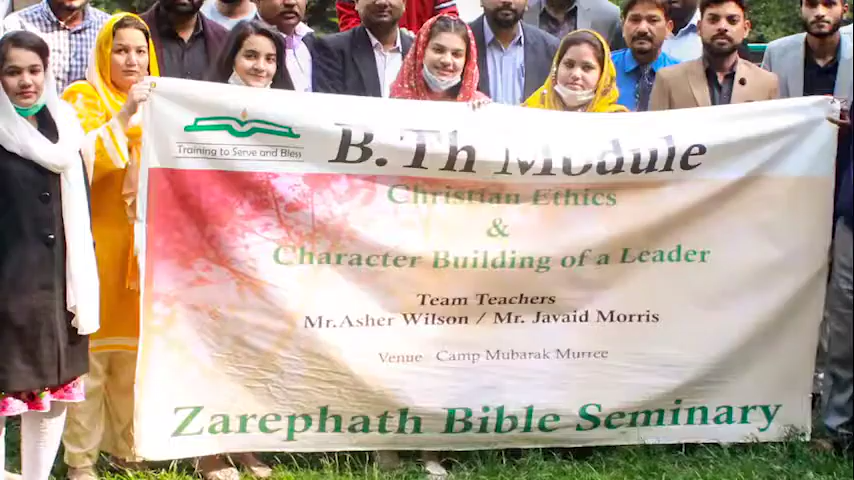 Training to Serve and Bless
B.Th Module
Christian Ethics
&
Character Building of a Leader
Team Teachers
Mr.Asher Wilson / Mr. Javaid Morris
Venue Camp Mubarak Murree
Zarephath Bible Seminary